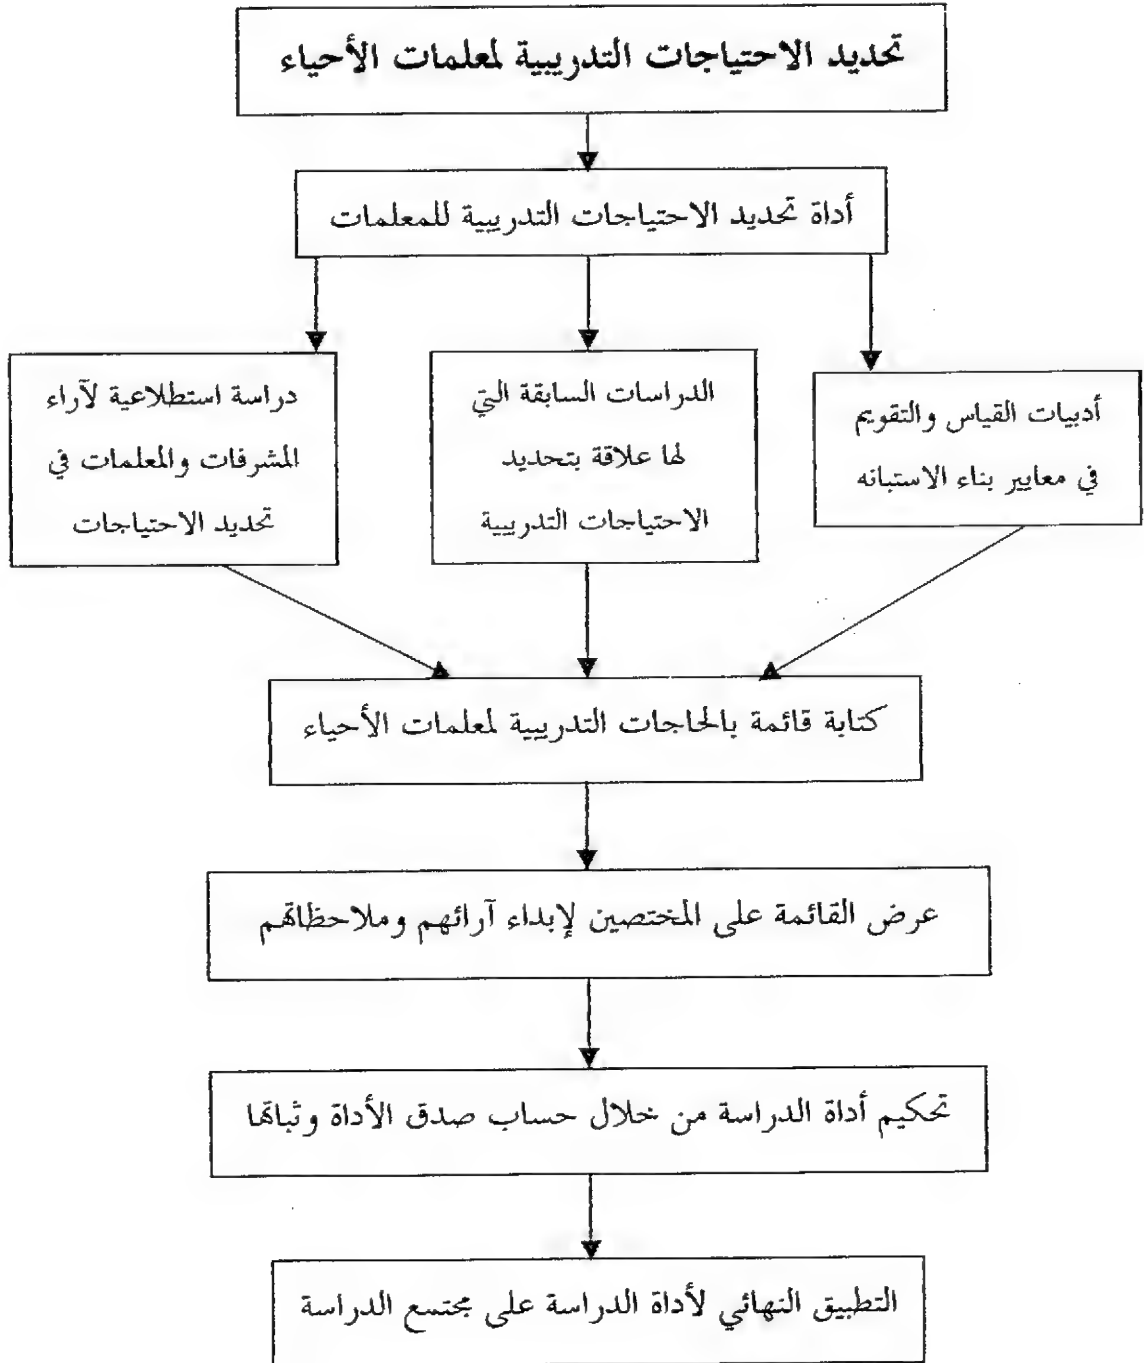 تحديد الاحتياجات التدريبية لمعلمات الأحياء
أداة تحديد الاحتياجات التدريبية للمعلمات
أدبيات القياس والتقويم
في معايير بناء الاستبانه
الدراسات السابقة التي
لها علاقة بتحديد
الاحتياجات التدريبية
دراسة استطلاعية لآراء
المشرفات والمعلمات في
تحديد الاحتياجات
كتابة قائمة بالحاجات التدريبية لمعلمات الأحياء
عرض القائمة على المختصين لإبداء آرائهم وملاحظاتهم
تحكيم أداة الدراسة من خلال حساب صدق الأداة وثباتها
التطبيق النهائي لأداة الدراسة على مجتمع الدراسة